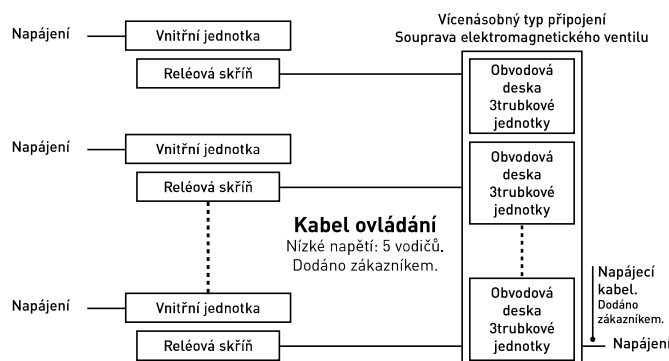 Vícenásobný typ připojení
Souprava elektromagnetického ventilu
Napájení
Vnitřní jednotka
Reléová skříň
Obvodová
deska
3trubkové
jednotky
Napájení
Vnitřní jednotka
Reléová skříň
Obvodová
deska
3trubkové
jednotky
Kabel ovládání
Nízké napětí: 5 vodičů.
Dodáno zákazníkem.
Napájení
Vnitřní jednotka
Reléová skříň
Obvodová
deska
3trubkové
jednotky
Napájecí
kabel.
Dodáno
zákazníkem.
Napájení